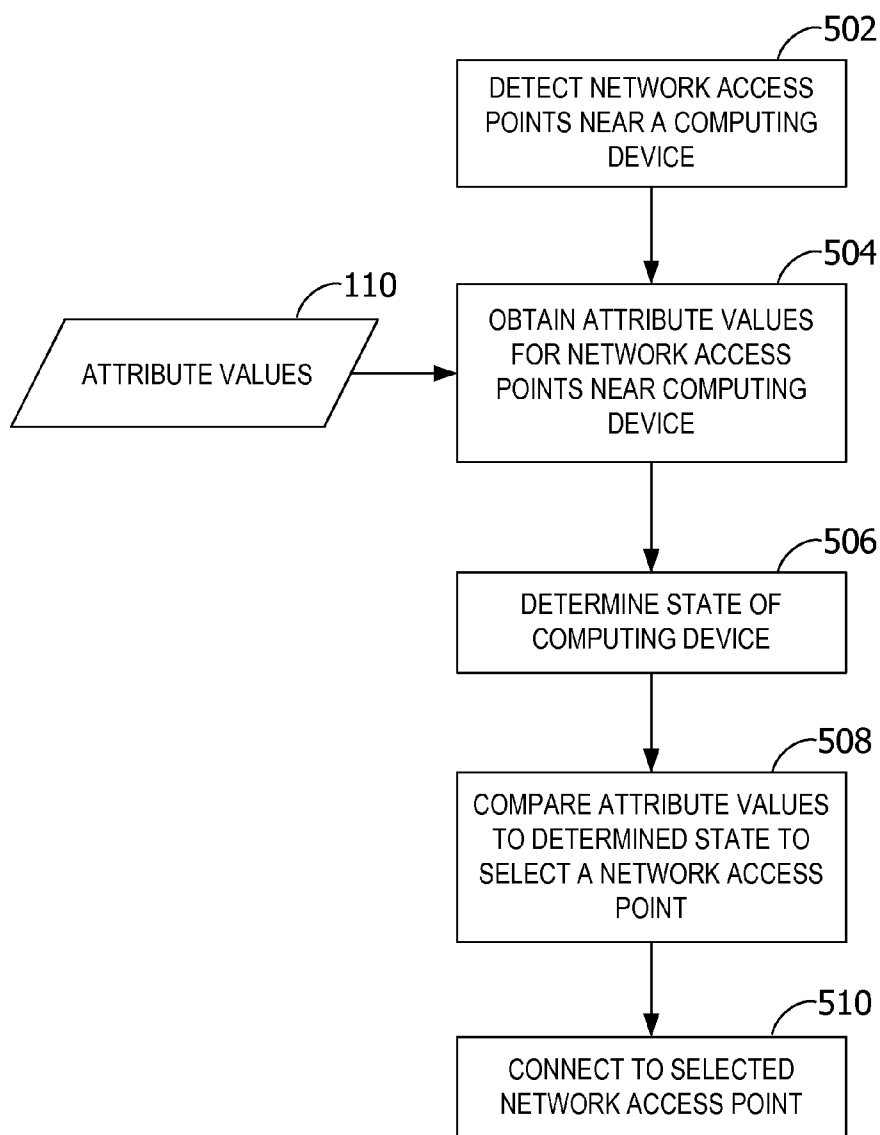 502
DETECT NETWORK ACCESS
POINTS NEAR A COMPUTING
DEVICE
504
110
OBTAIN ATTRIBUTE VALUES
FOR NETWORK ACCESS
POINTS NEAR COMPUTING
DEVICE
ATTRIBUTE VALUES
506
DETERMINE STATE OF
COMPUTING DEVICE
508
COMPARE ATTRIBUTE VALUES
TO DETERMINED STATE TO
SELECT A NETWORK ACCESS
POINT
510
CONNECT TO SELECTED
NETWORK ACCESS POINT